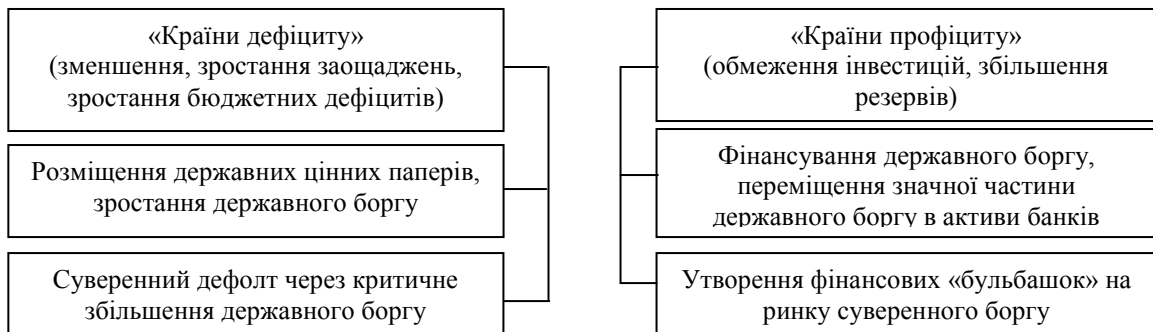 «Країни дефіциту»
(зменшення, зростання заощаджень,
зростання бюджетних дефіцитів)
Розміщення державних цінних паперів,
зростання державного боргу
Суверенний дефолт через критичне
збільшення державного боргу
«Країни профіциту»
(обмеження інвестицій, збільшення
резервів)
Фінансування державного боргу,
переміщення значної частини
державного боргу в активи банків
Утворення фінансових «бульбашок» на
ринку суверенного боргу